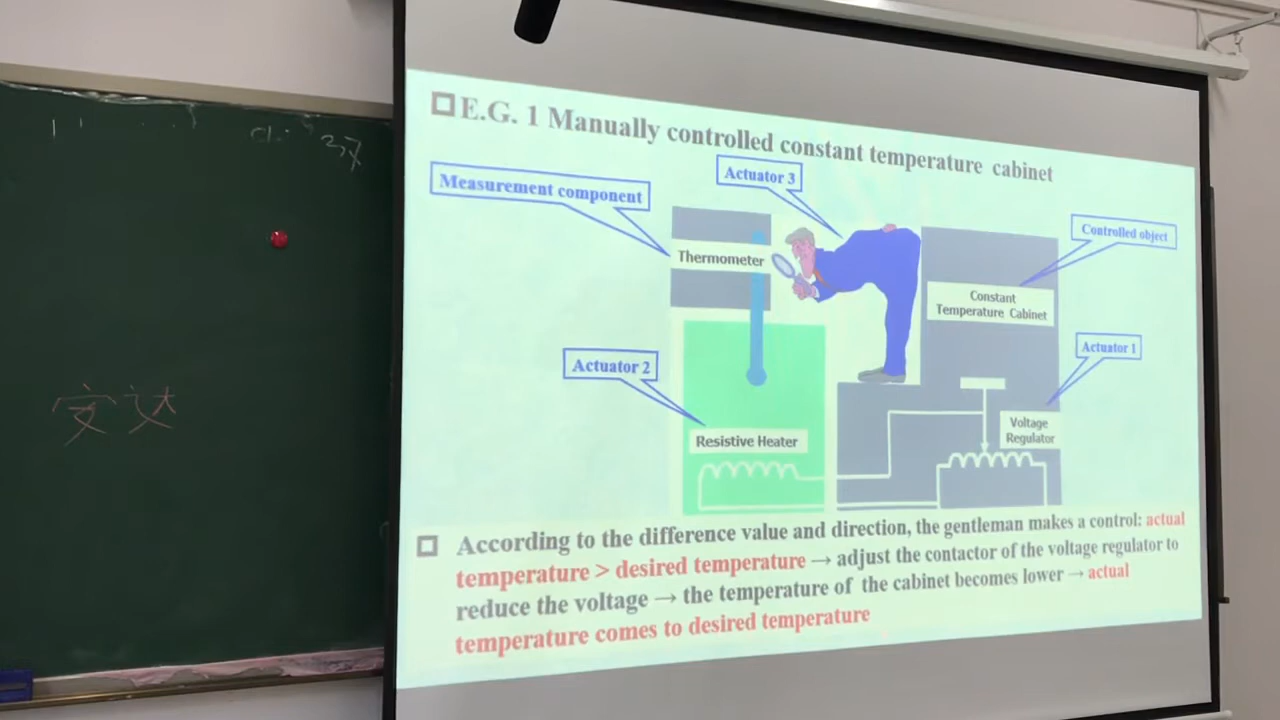 E.G. 1 Manually controlled constant temperature cabinet
Actuator 3
Measurement component
Controlled object
Thermometer
Constant
Temperature Cabinet
Actuator 1
Actuator 2
Voltage
Regulator
Resistive Heater
According to the difference value and direction, the gentleman makes a control: actual
temperature > desired temperature → adjust the contactor of the voltage regulator to
reduce the voltage → the temperature of the cabinet becomes lower → actual
temperature comes to desired temperature
安达